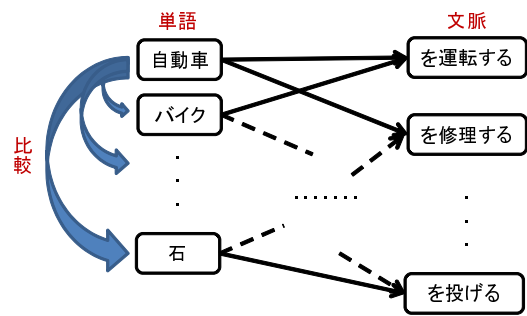 単語
文脈
自動車
を運転する
バイク
を修理する
比較
石
を投げる